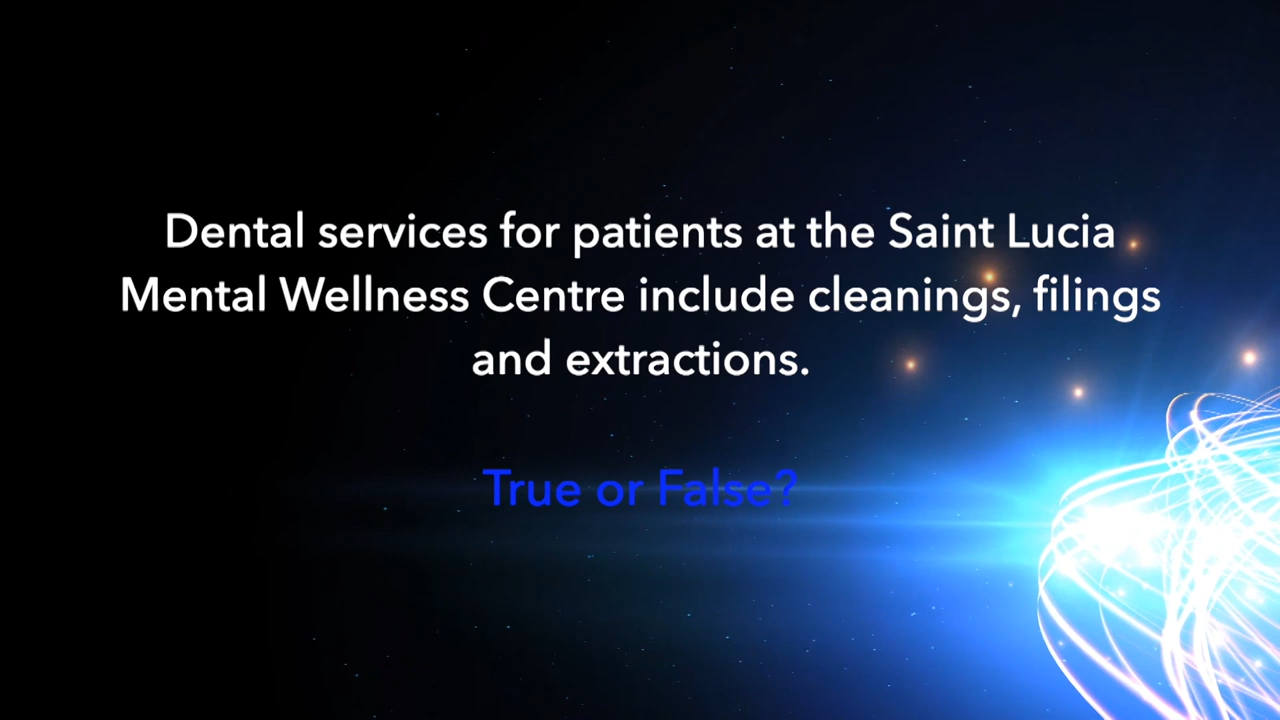 Dental services for patients at the Saint Lucia
Mental Wellness Centre include cleanings, filings
and extractions.
True or False?